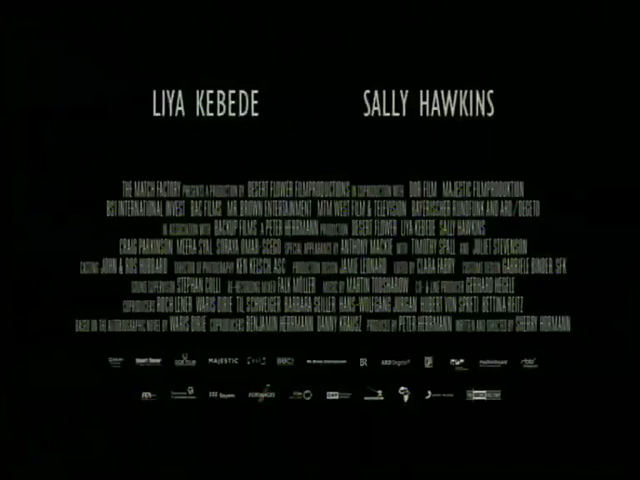 LIYA KEBEDE SALLY HAWKINS
THE MATCH FACTORY PRESENTS A PRODUCTION BY DESERT FLOWER FILMPRODUCTIONS IN COPRODUCTION WITH DOR FILM MAJESTIC FILMPRODUKTION
BSI INTERNATIONAL INVEST BAC FILMS MR. BROWN ENTERTAINMENT MTM WEST FILM & TELEVISION BAYERISCHER RUNDFUNK AND ARD / DEGETO
IN ASSOCIATION WITH BACKUP FILMS A PETER HERRMANN PRODUCTION DESERT FLOWER LIYA KEBEDE SALLY HAWKINS
CRAIG PARKINSON MEERA SYAL SORAYA OMAR-SCEGO SPECIAL APPEARANCE BY ANTHONY MACKIE WITH TIMOTHY SPALL AND JULIET STEVENSON
CASTING JOHN & ROS HUBBARD DIRECTOR OF PHOTOGRAPHY KEN KELSCH ASC PRODUCTION DESIGN JAMIE LEONARD EDITED BY CLARA FABRY COSTUME DESIGN GABRIELE BINDER SFK
SOUND SUPERVISION STEPHAN COLLI RE-RECORDING MIXER FALK MÖLLER MUSIC BY MARTIN TODSHAROW CO- & LINE PRODUCER GERHARD HEGELE
COPRODUCERS ROCH LENER WARIS DIRIE TIL SCHWEIGER BARBARA SEILLER HANS-WOLFGANG JURGAN HUBERT VON SPRETI BETTINA REITZ
BASED ON THE AUTOBIOGRAPHIC NOVEL BY WARIS DIRIE COPRODUCERS BENJAMIN HERRMANN DANNY KRAUSZ PRODUCED BY PETER HERRMANN WRITTEN AND DIRECTED BY SHERRY HORMANN
MAJESTIC BR ARD Degeto